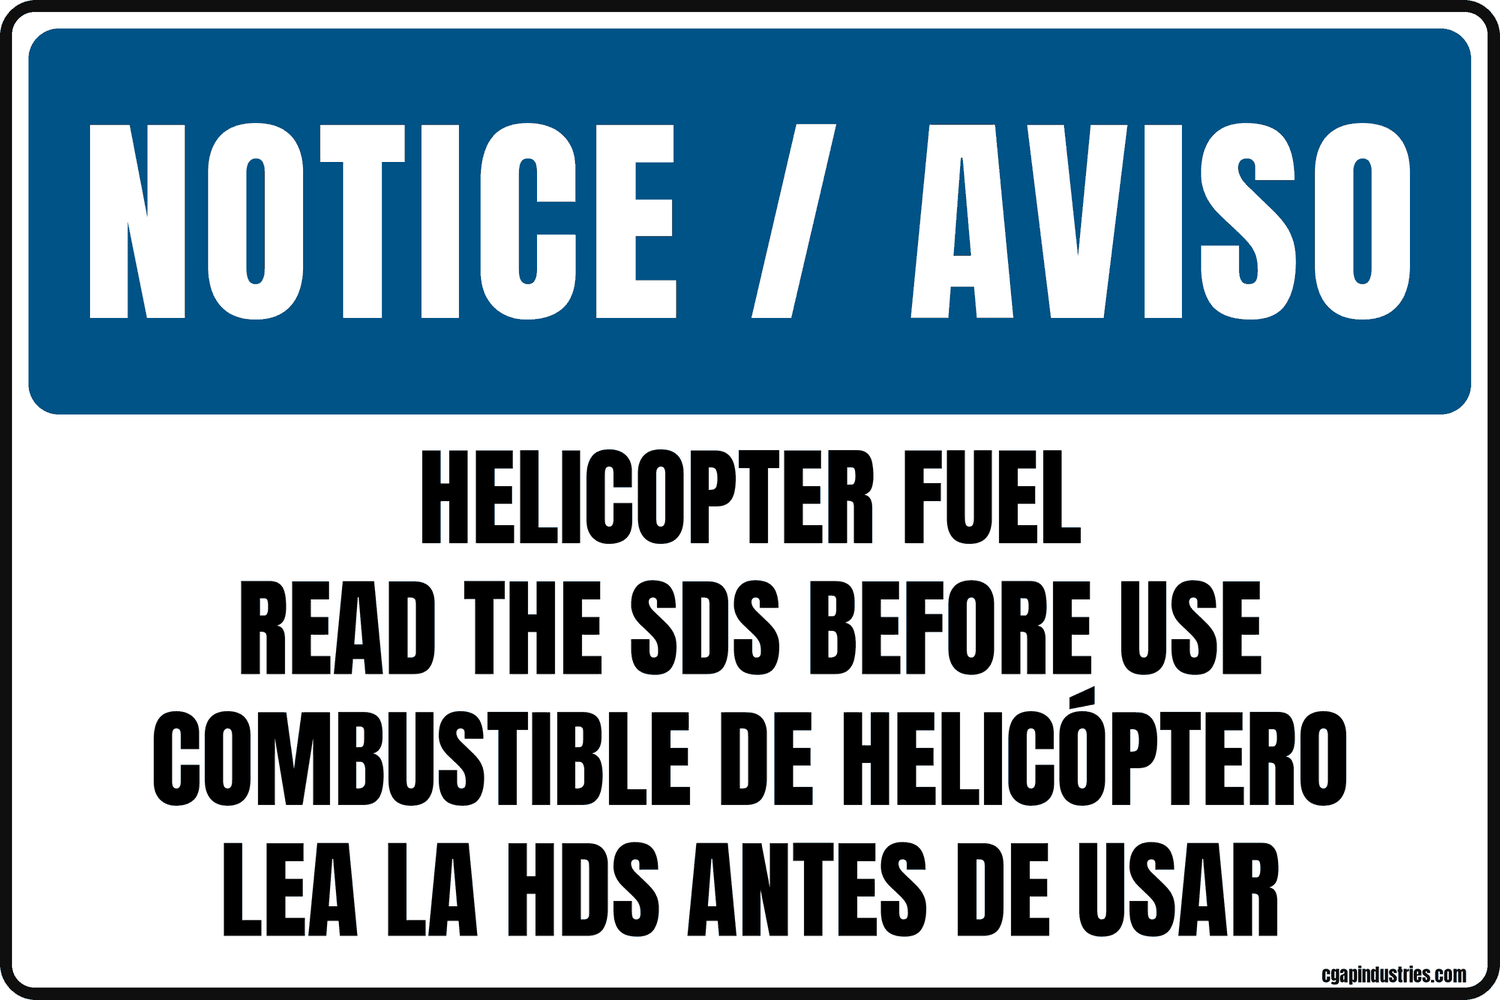 NOTICE / AVISO
HELICOPTER FUEL
READ THE SDS BEFORE USE
COMBUSTIBLE DE HELICÓPTERO
LEA LA HDS ANTES DE USAR
cgapindustries.com